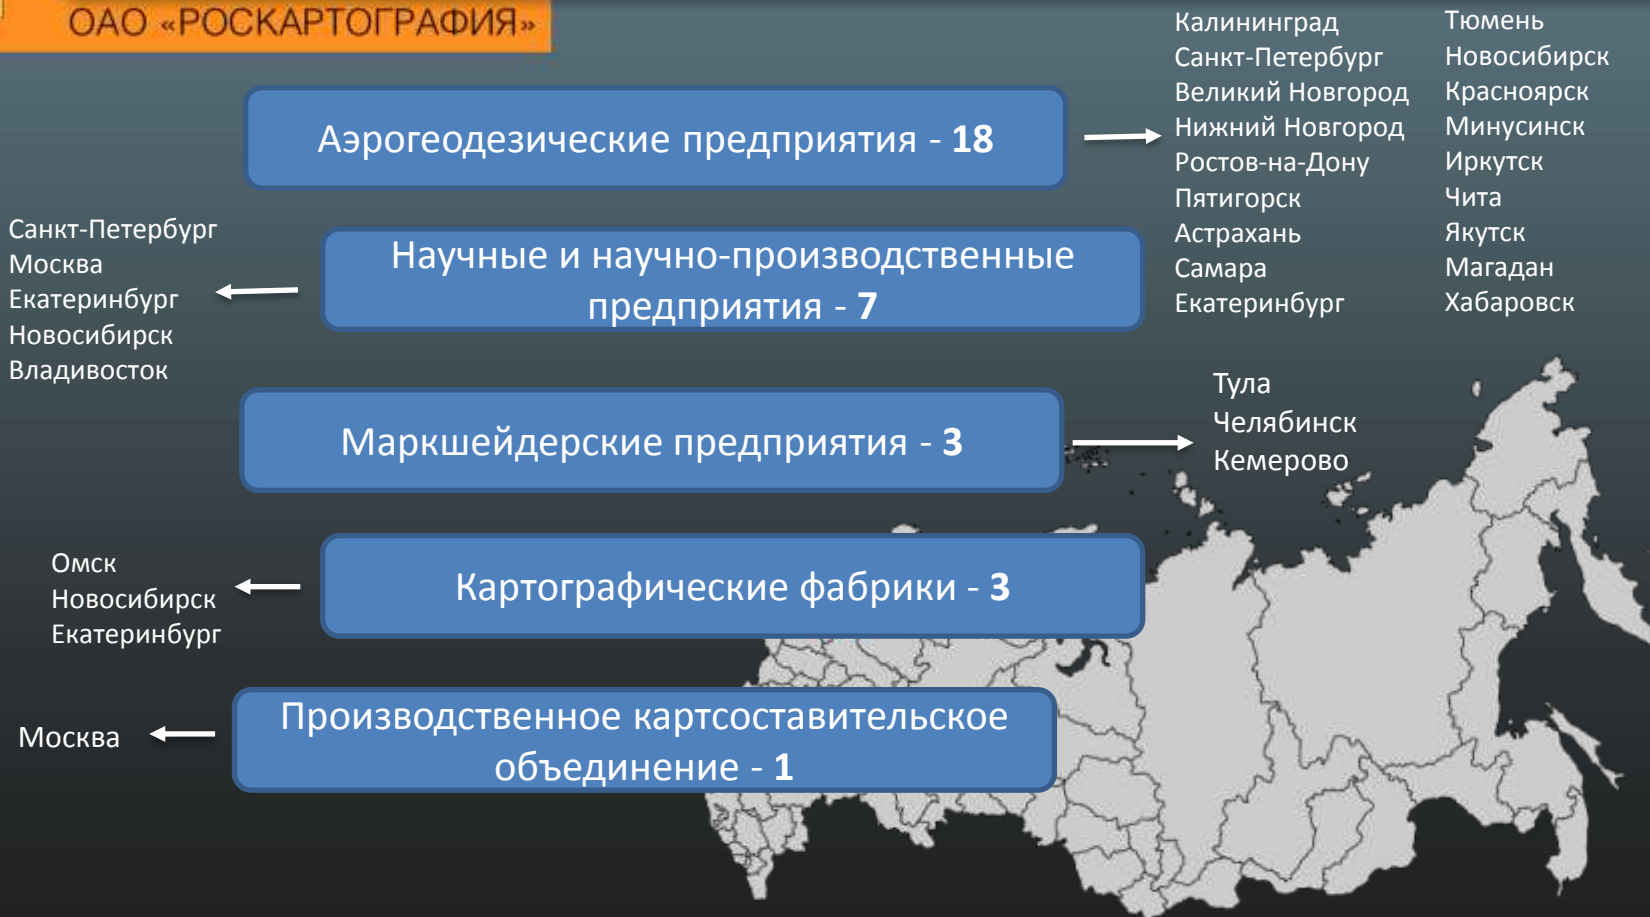 ОАО «РОСКАРТОГРАФИЯ»
Аэрогеодезические предприятия - 18
Калининград
Санкт-Петербург
Великий Новгород
Нижний Новгород
Ростов-на-Дону
Пятигорск
Астрахань
Самара
Екатеринбург
Тюмень
Новосибирск
Красноярск
Минусинск
Иркутск
Чита
Якутск
Магадан
Хабаровск
Научные и научно-производственные
предприятия - 7
Санкт-Петербург
Москва
Екатеринбург
Новосибирск
Владивосток
Маркшейдерские предприятия - 3
Тула
Челябинск
Кемерово
Картографические фабрики - 3
Омск
Новосибирск
Екатеринбург
Производственное картсоставительское
объединение - 1
Москва